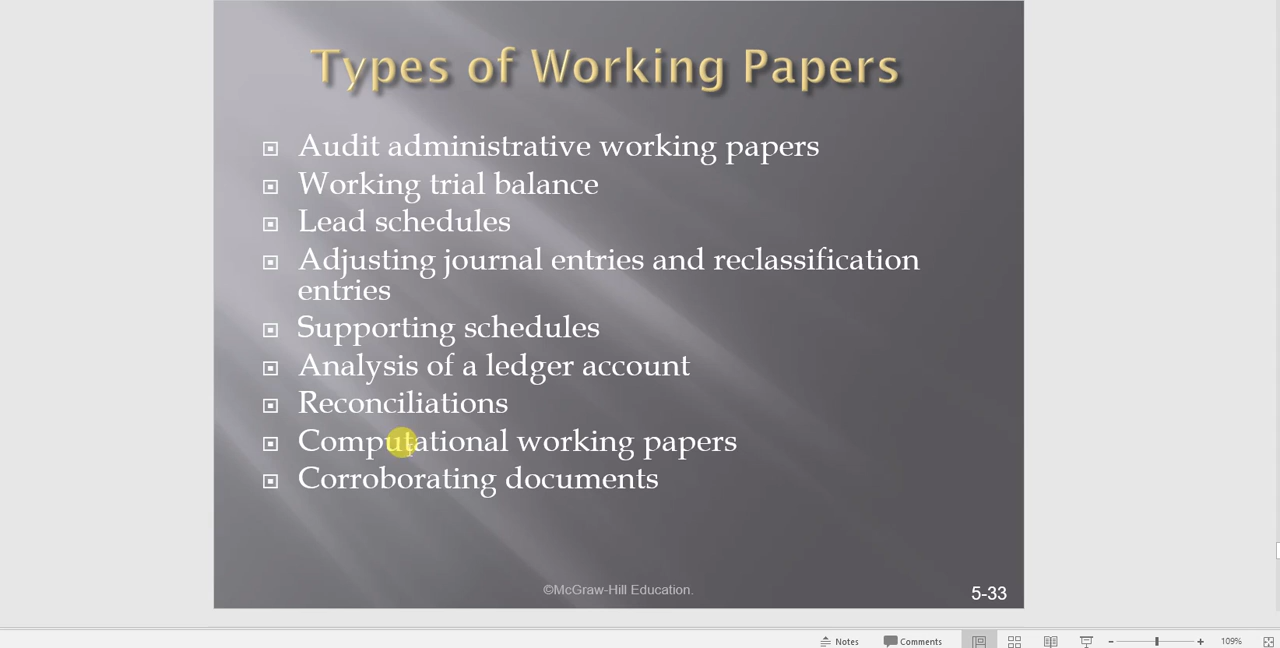 Types of Working Papers
Audit administrative working papers
Working trial balance
Lead schedules
Adjusting journal entries and reclassification
entries
Supporting schedules
Analysis of a ledger account
Reconciliations
Computational working papers
Corroborating documents
©McGraw-Hill Education.
5-33
Notes
Comments
109%